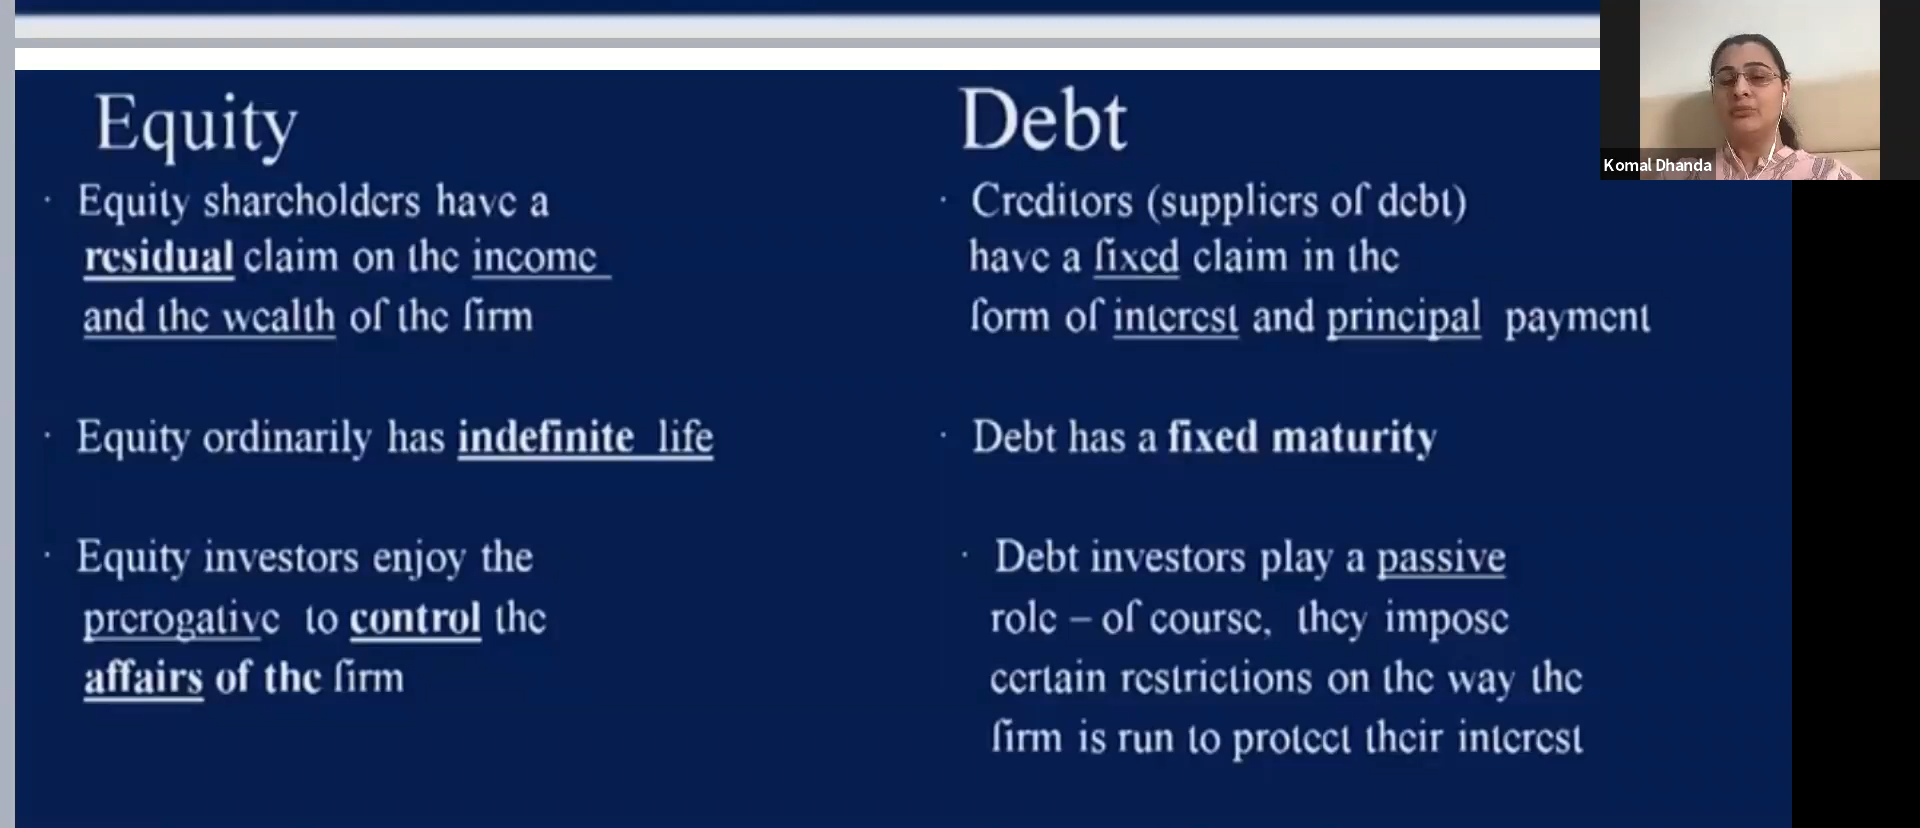 Equity
· Equity shareholders have a
residual claim on the income
and the wealth of the firm
· Equity ordinarily has indefinite life
· Equity investors enjoy the
prerogative to control the
affairs of the firm
Debt
· Creditors (suppliers of debt)
have a fixed claim in the
form of interest and principal payment
· Debt has a fixed maturity
· Debt investors play a passive
role – of course, they impose
certain restrictions on the way the
firm is run to protect their interest
Komal Dhanda